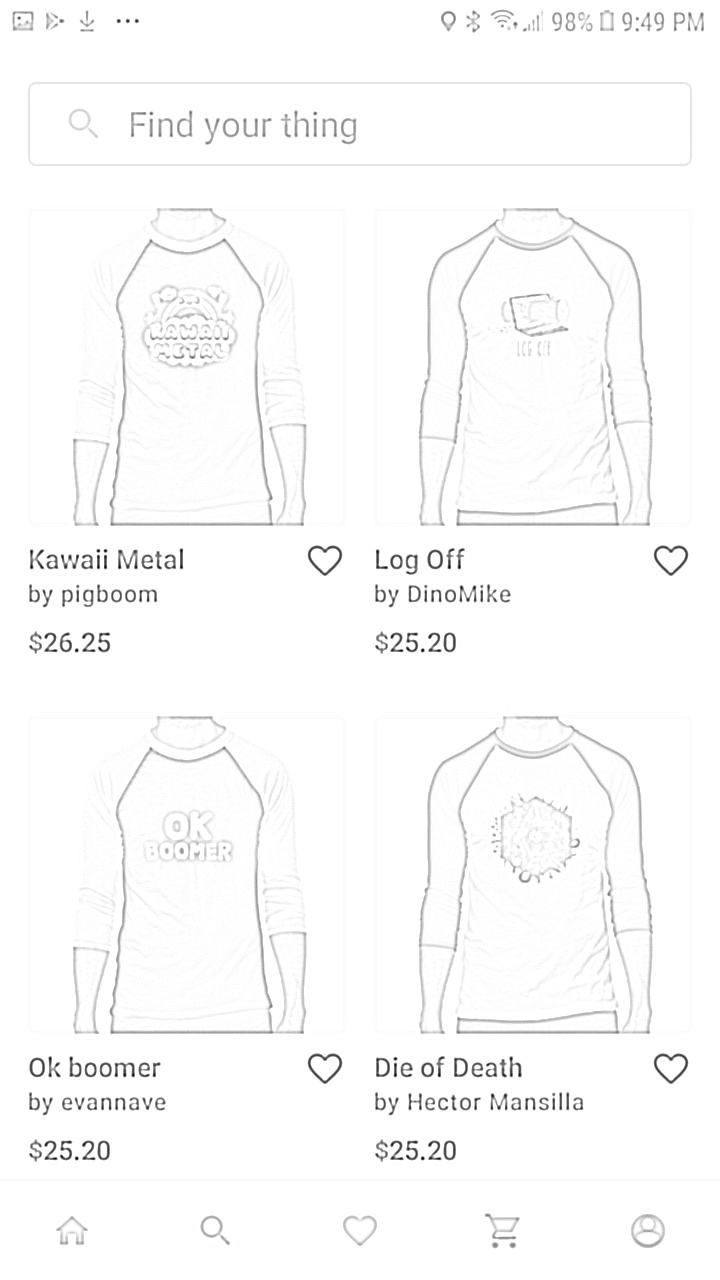 98% 9:49 PM
Find your thing
KAWAII
METAL
LOG OFF
Kawaii Metal
by pigboom
$26.25
Log Off
by DinoMike
$25.20
OK
BOOMER
Ok boomer
by evannave
$25.20
Die of Death
by Hector Mansilla
$25.20